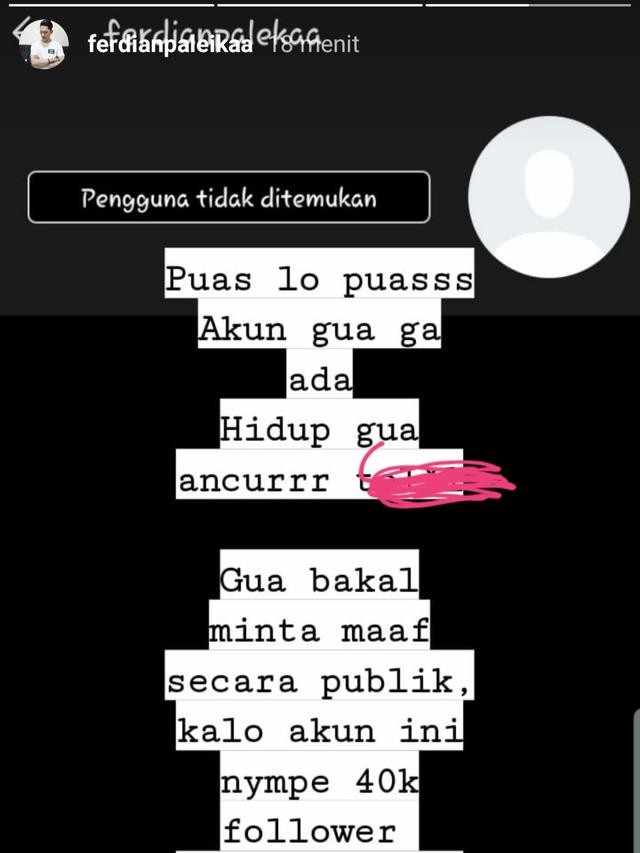 ferdianpalekaa
ferdianpaleikaa 18 menit
Pengguna tidak ditemukan
Puas lo puasss
Akun gua ga
ada
Hidup gua
ancurrr
Gua bakal
minta maaf
secara publik,
kalo akun ini
nympe 40k
follower